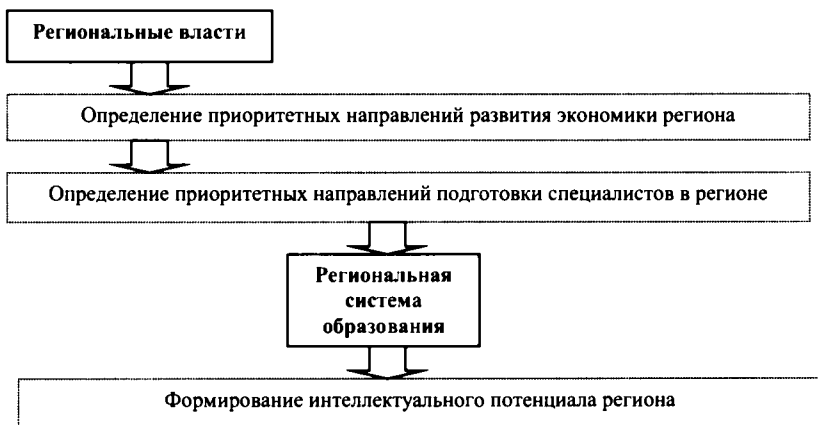 Региональные власти
Определение приоритетных направлений развития экономики региона
Определение приоритетных направлений подготовки специалистов в регионе
Региональная
система
образования
Формирование интеллектуального потенциала региона